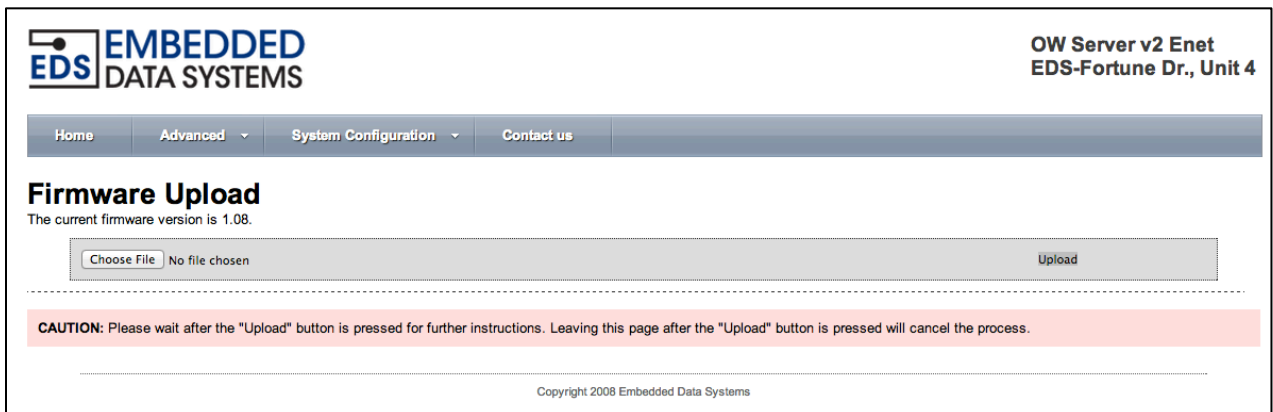 EDS EMBEDDED
DATA SYSTEMS
OW Server v2 Enet
EDS-Fortune Dr., Unit 4
Home Advanced System Configuration Contact us
Firmware Upload
The current firmware version is 1.08.
Choose File No file chosen Upload
CAUTION: Please wait after the "Upload" button is pressed for further instructions. Leaving this page after the "Upload" button is pressed will cancel the process.
Copyright 2008 Embedded Data Systems